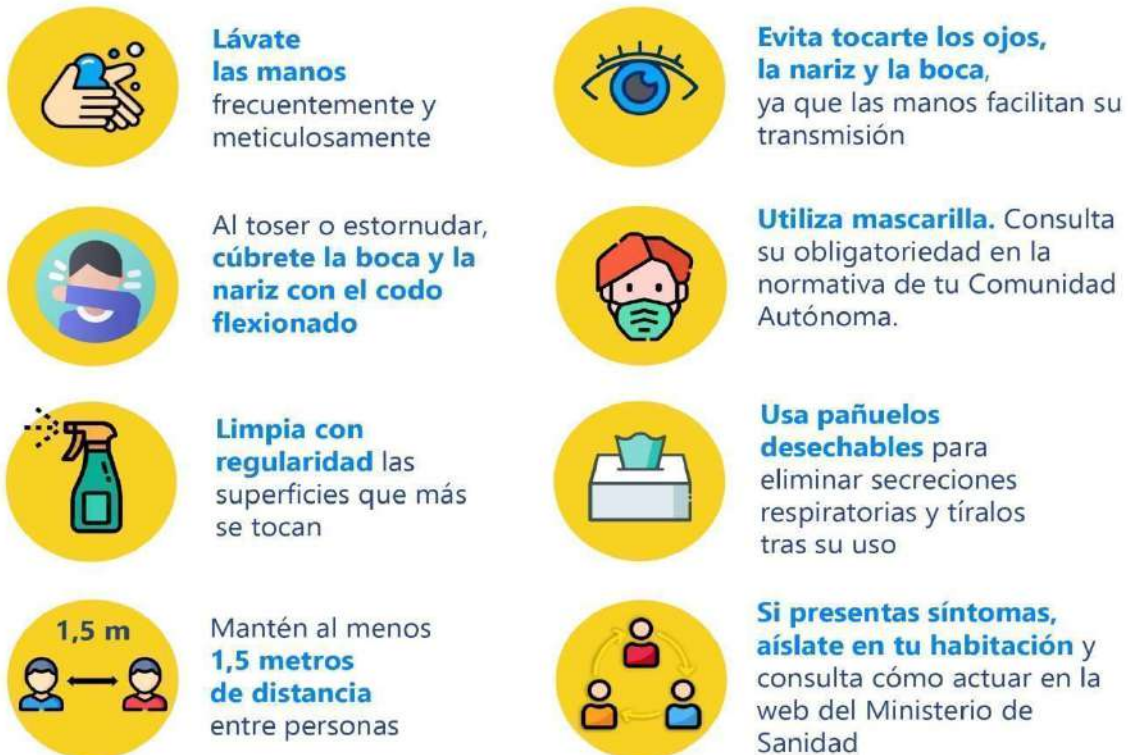 Lávate
las manos
frecuentemente y
meticulosamente
Evita tocarte los ojos,
la nariz y la boca,
ya que las manos facilitan su
transmisión
Al toser o estornudar,
cúbrete la boca y la
nariz con el codo
flexionado
Utiliza mascarilla. Consulta
su obligatoriedad en la
normativa de tu Comunidad
Autónoma.
Limpia con
regularidad las
superficies que más
se tocan
Usa pañuelos
desechables para
eliminar secreciones
respiratorias y tíralos
tras su uso
1,5 m
Mantén al menos
1,5 metros
de distancia
entre personas
Si presentas síntomas,
aíslate en tu habitación y
consulta cómo actuar en la
web del Ministerio de
Sanidad